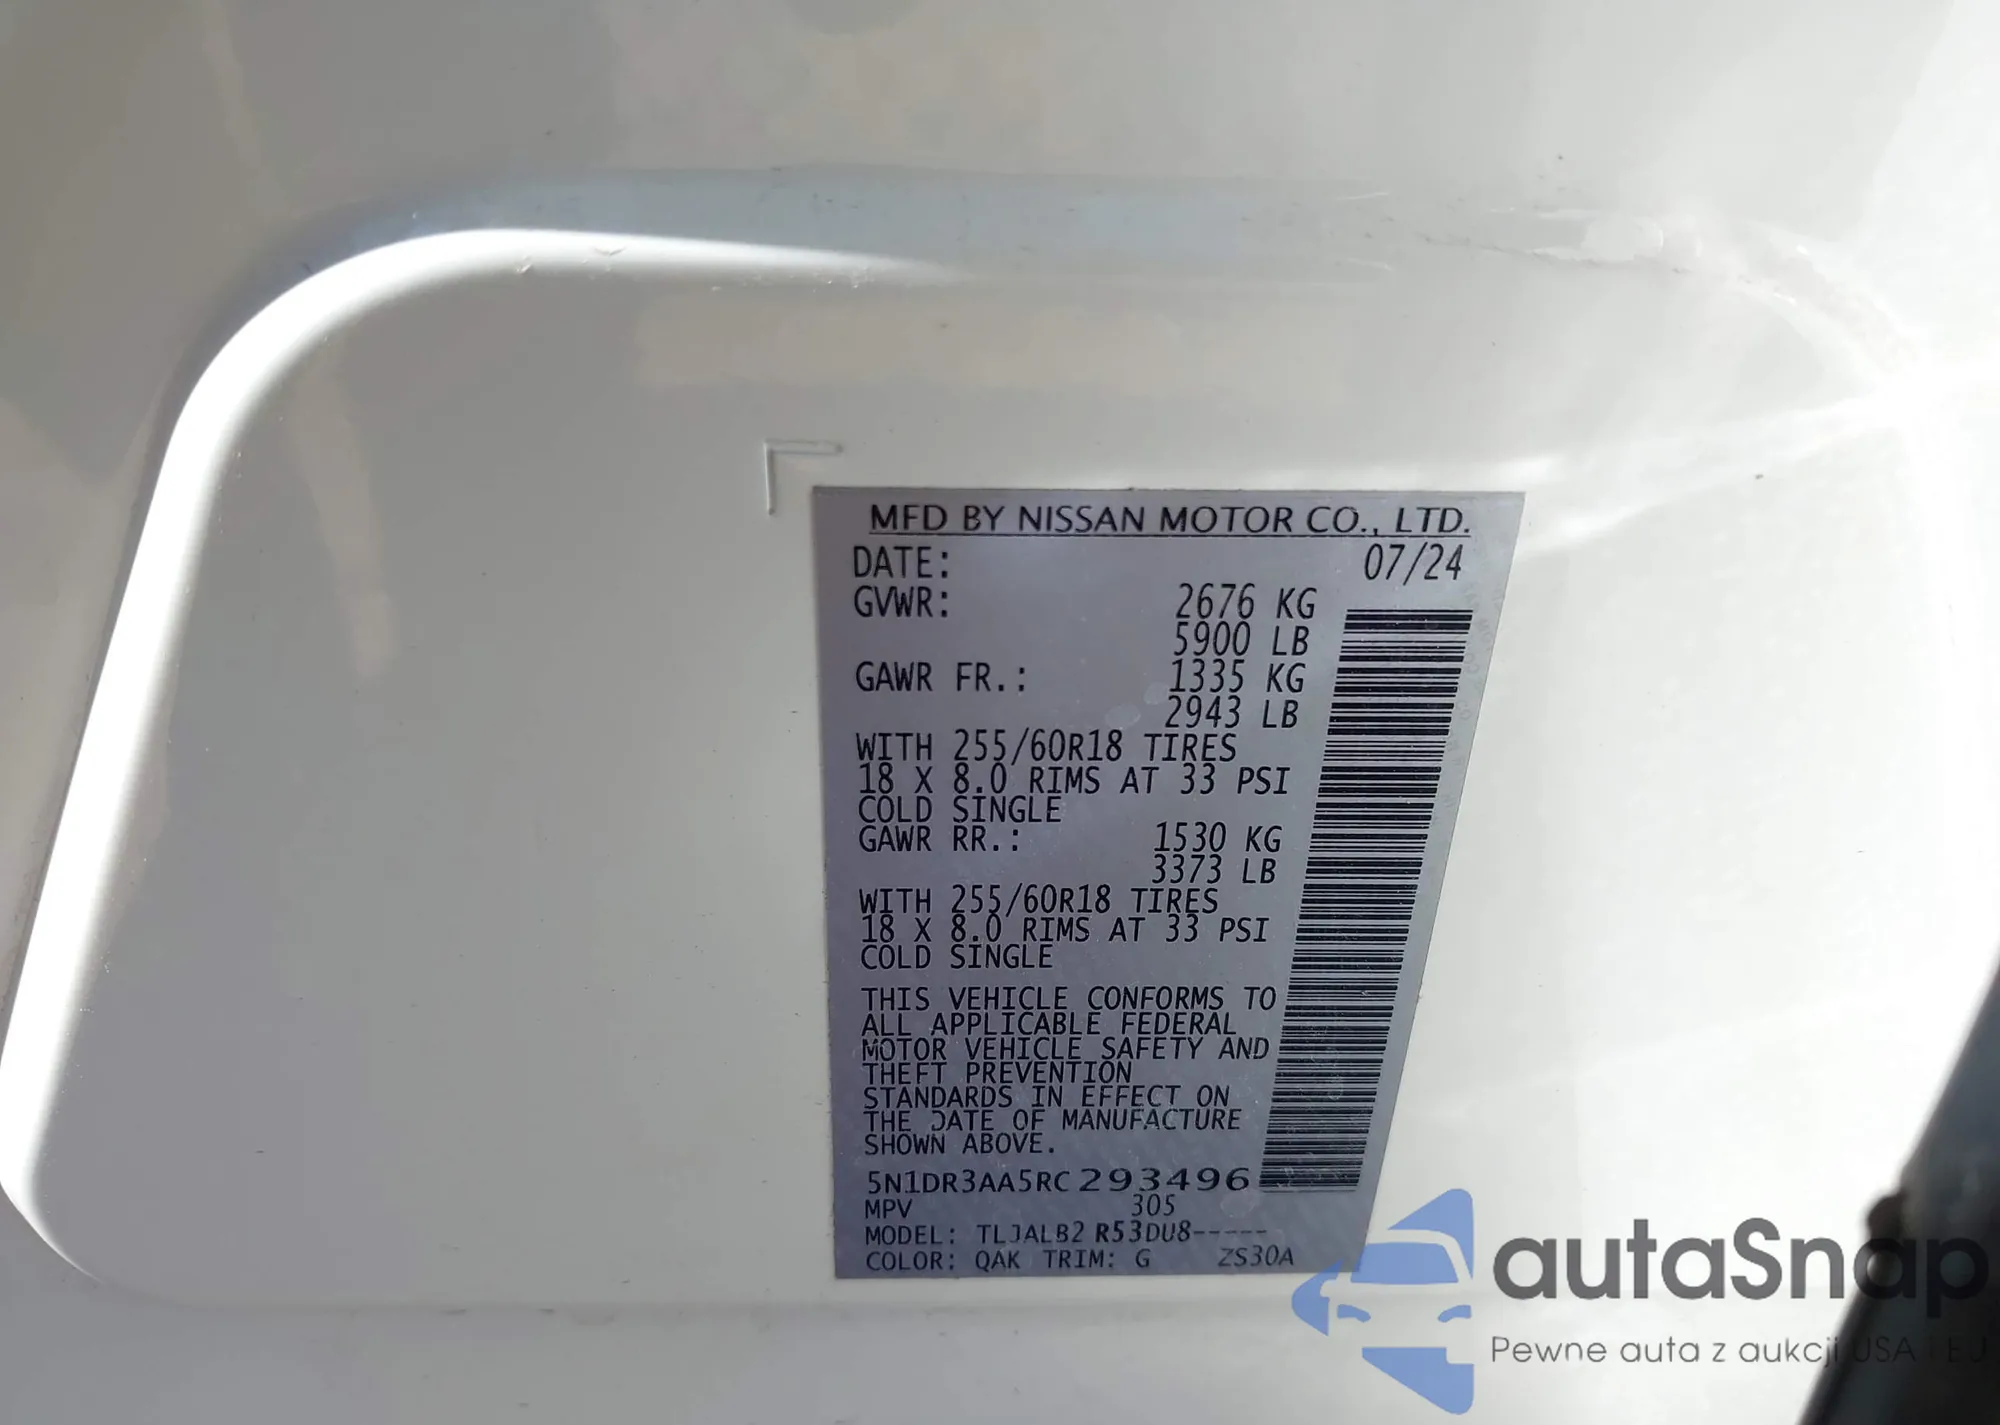 MFD BY NISSAN MOTOR CO., LTD.
DATE: 07/24
GVWR: 2676 KG
5900 LB
GAWR FR.: 1335 KG
2943 LB
WITH 255/60R18 TIRES
18 X 8.0 RIMS AT 33 PSI
COLD SINGLE
GAWR RR.: 1530 KG
3373 LB
WITH 255/60R18 TIRES
18 X 8.0 RIMS AT 33 PSI
COLD SINGLE
THIS VEHICLE CONFORMS TO
ALL APPLICABLE FEDERAL
MOTOR VEHICLE SAFETY AND
THEFT PREVENTION
STANDARDS IN EFFECT ON
THE DATE OF MANUFACTURE
SHOWN ABOVE.
5N1DR3AA5RC293496
MPV 305
MODEL: TLJALB2 R53DU8-----
COLOR: QAK TRIM: G ZS30A
autaSnap
Pewne auta z aukcji USA i EU